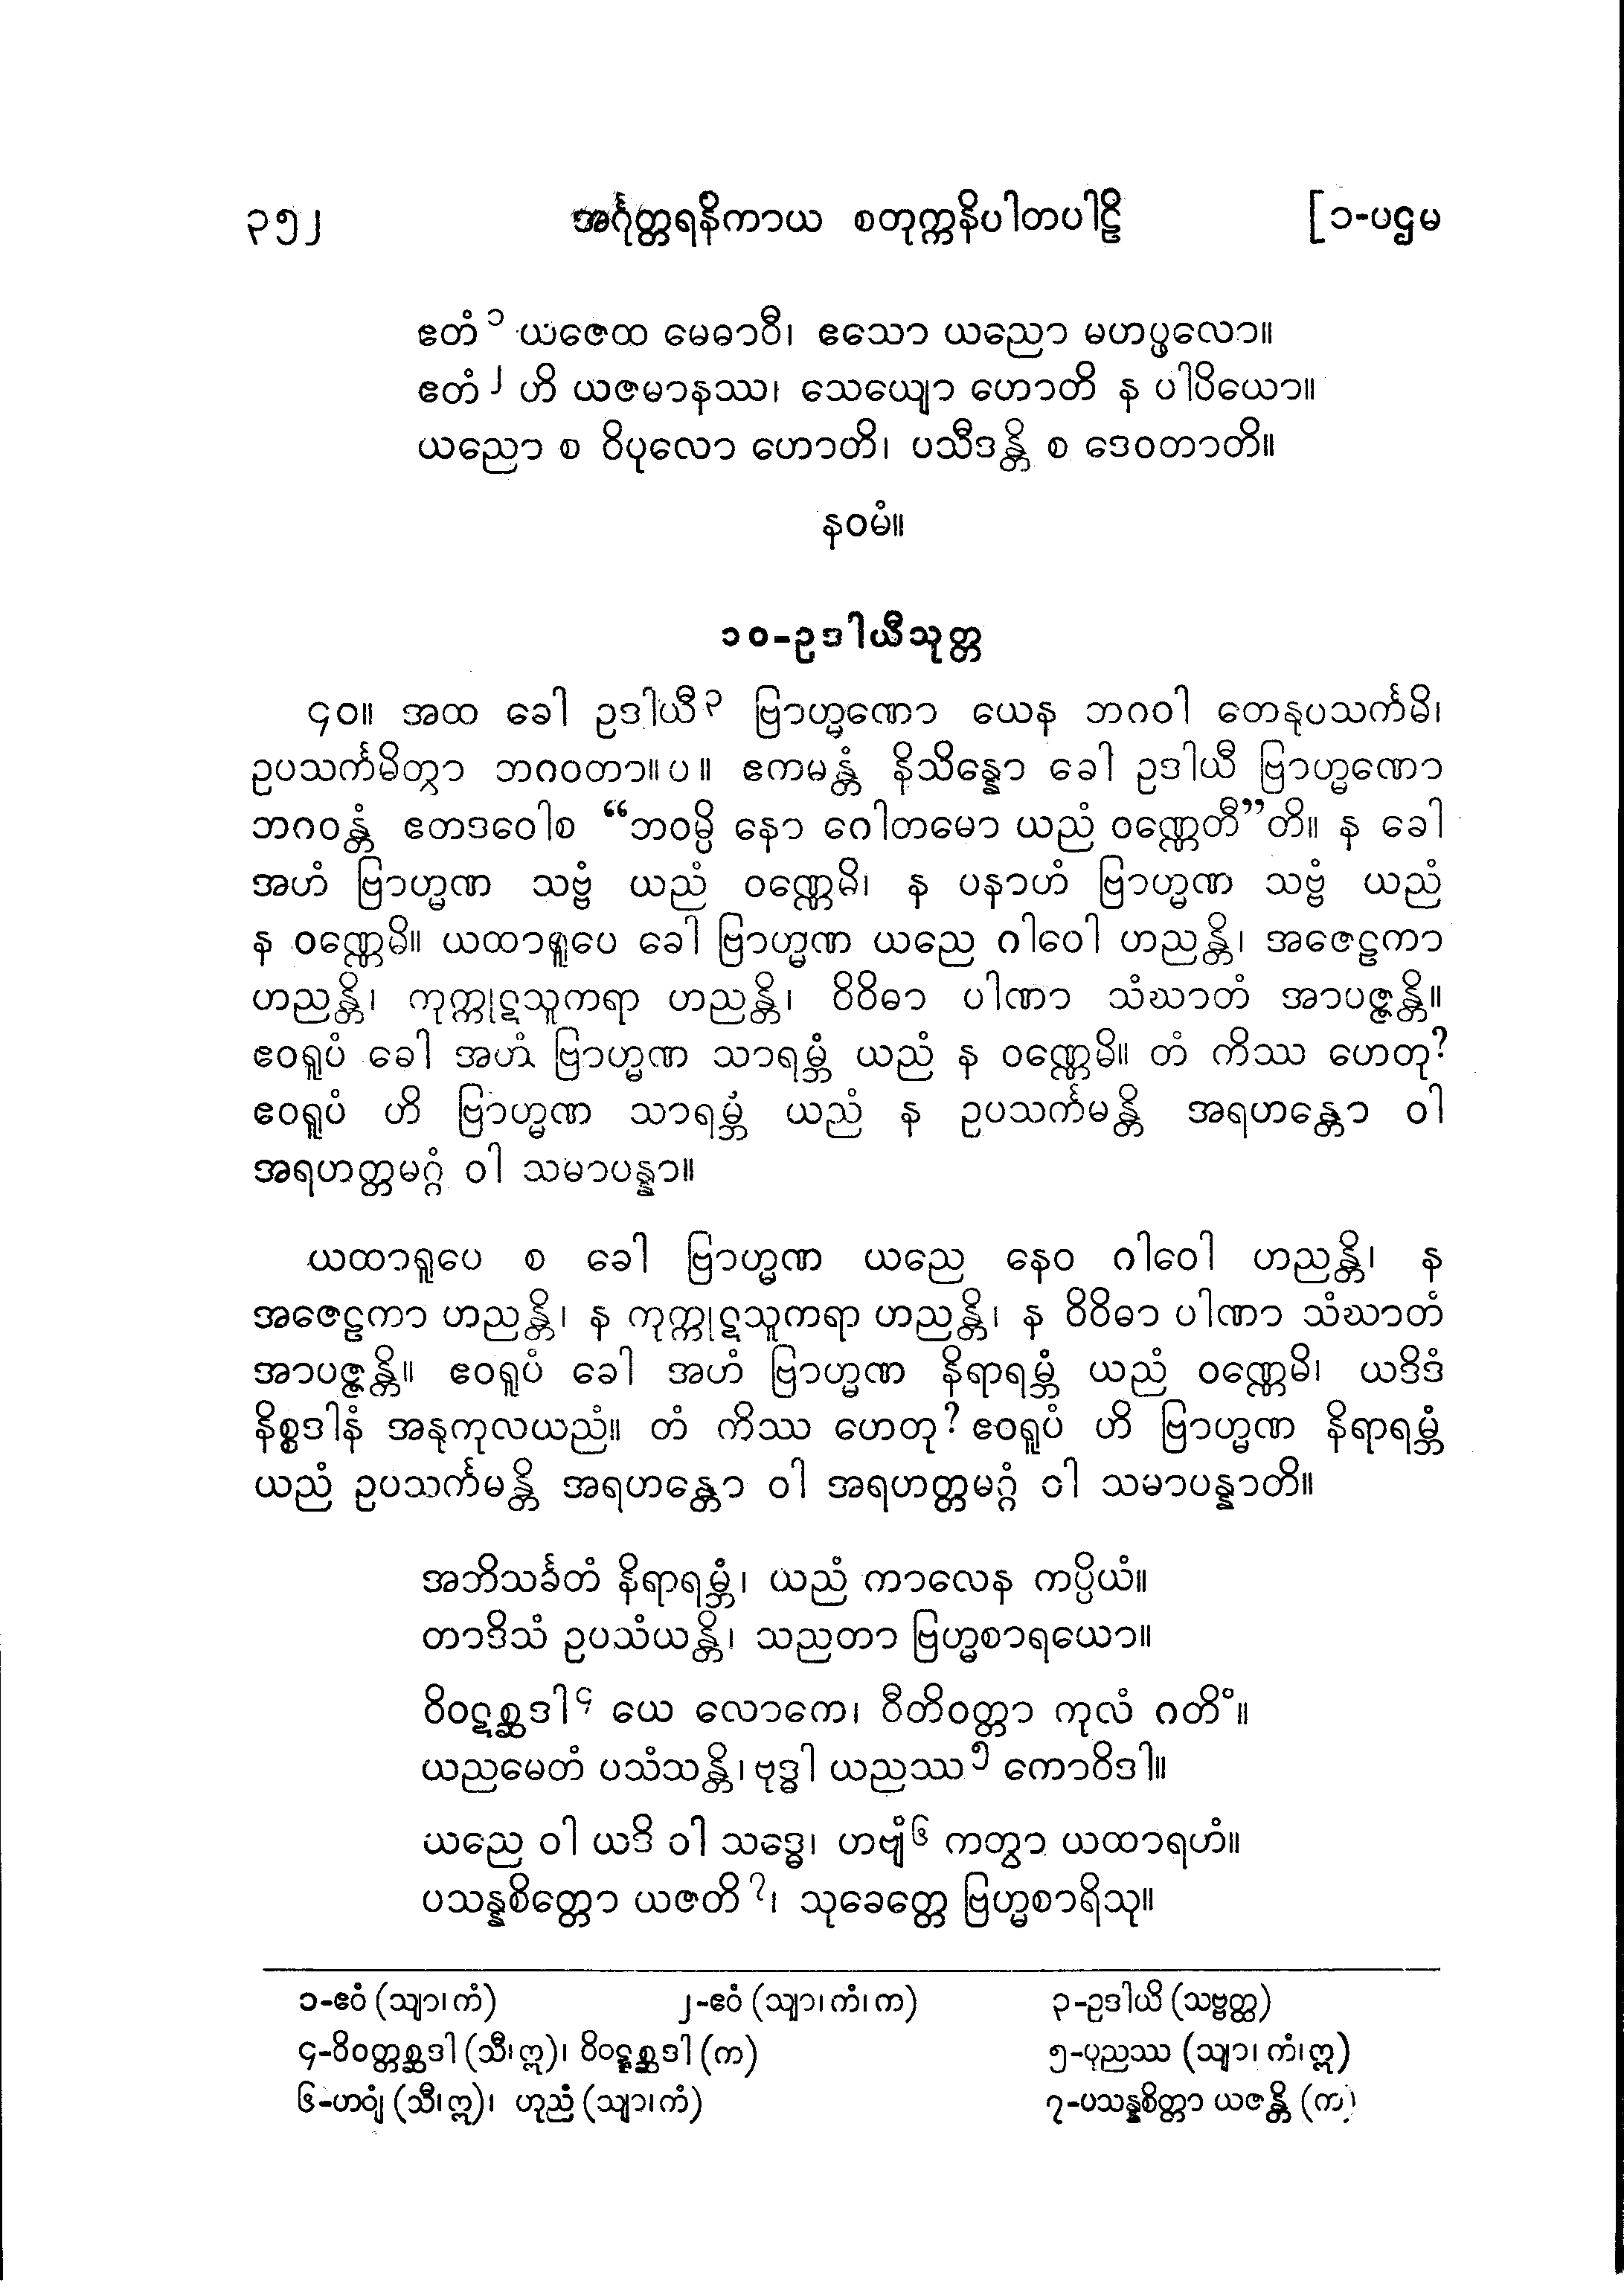 ၃၅၂ အင်္ဂုတ္တရနိကာယ စတုက္ကနိပါတပါဠိ [၁-ပဌမ
ဧတံ ၁ ယဇေထ မေဓာဝီ၊ ဧသော ယညော မဟပ္ဖလော။
ဧတံ ၂ ဟိ ယဇမာနဿ၊ သေယျော ဟောတိ န ပါပိယော။
ယညော စ ဝိပုလော ဟောတိ၊ ပသီဒန္တိ စ ဒေဝတာတိ။
နဝမံ။
၁၀-ဥဒါယီသုတ္တ
၄၀။ အထ ခေါ ဥဒါယီ ၃ ဗြာဟ္မဏော ယေန ဘဂဝါ တေနုပသင်္ကမိ၊
ဥပသင်္ကမိတွာ ဘဂဝတာ။ပ။ ဧကမန္တံ နိသိန္နော ခေါ ဥဒါယီ ဗြာဟ္မဏော
ဘဂဝန္တံ ဧတဒဝေါစ “ဘဝမ္ပိ နော ဂေါတမော ယညံ ဝဏ္ဏေတီ”တိ။ န ခေါ
အဟံ ဗြာဟ္မဏ သဗ္ဗံ ယညံ ဝဏ္ဏေမိ၊ န ပနာဟံ ဗြာဟ္မဏ သဗ္ဗံ ယညံ
န ဝဏ္ဏေမိ။ ယထာရူပေ ခေါ ဗြာဟ္မဏ ယညေ ဂါဝေါ ဟညန္တိ၊ အဇေဠကာ
ဟညန္တိ၊ ကုက္ကုဋသူကရာ ဟညန္တိ၊ ဝိဝိဓာ ပါဏာ သံဃာတံ အာပဇ္ဇန္တိ။
ဧဝရူပံ ခေါ အဟံ ဗြာဟ္မဏ သာရမ္ဘံ ယညံ န ဝဏ္ဏေမိ။ တံ ကိဿ ဟေတု?
ဧဝရူပံ ဟိ ဗြာဟ္မဏ သာရမ္ဘံ ယညံ န ဥပသင်္ကမန္တိ အရဟန္တော ဝါ
အရဟတ္တမဂ္ဂံ ဝါ သမာပန္နာ။
ယထာရူပေ စ ခေါ ဗြာဟ္မဏ ယညေ နေဝ ဂါဝေါ ဟညန္တိ၊ န
အဇေဠကာ ဟညန္တိ၊ န ကုက္ကုဋသူကရာ ဟညန္တိ၊ န ဝိဝိဓာ ပါဏာ သံဃာတံ
အာပဇ္ဇန္တိ။ ဧဝရူပံ ခေါ အဟံ ဗြာဟ္မဏ နိရာရမ္ဘံ ယညံ ဝဏ္ဏေမိ၊ ယဒိဒံ
နိစ္စဒါနံ အနုကုလယညံ။ တံ ကိဿ ဟေတု? ဧဝရူပံ ဟိ ဗြာဟ္မဏ နိရာရမ္ဘံ
ယညံ ဥပသင်္ကမန္တိ အရဟန္တော ဝါ အရဟတ္တမဂ္ဂံ ဝါ သမာပန္နာတိ။
အဘိသင်္ခတံ နိရာရမ္ဘံ၊ ယညံ ကာလေန ကပ္ပိယံ။
တာဒိသံ ဥပသံယန္တိ၊ သညတာ ဗြဟ္မစာရယော။
ဝိဝဋစ္ဆဒါ ၄ ယေ လောကေ၊ ဝီတိဝတ္တာ ကုလံ ဂတိံ။
ယညမေတံ ပသံသန္တိ၊ ဗုဒ္ဓါ ယညဿ ၅ ကောဝိဒါ။
ယညေ ဝါ ယဒိ ဝါ သဒ္ဓေ၊ ဟဗျံ ၆ ကတွာ ယထာရဟံ။
ပသန္နစိတ္တော ယဇတိ ၇၊ သုခေတ္တေ ဗြဟ္မစာရိသု။
၁-ဧဝံ (သျာ၊ကံ) ၂-ဧဝံ (သျာ၊ကံ၊က) ၃-ဥဒါယိ (သဗ္ဗတ္ထ)
၄-ဝိဝတ္တစ္ဆဒါ (သီ၊ဣ)၊ ဝိဝဋ္ဋစ္ဆဒါ (က) ၅-ပုညဿ (သျာ၊ ကံ၊ဣ)
၆-ဟဝျံ (သီ၊ဣ)၊ ဟုညံ (သျာ၊ကံ) ၇-ပသန္နစိတ္တာ ယဇန္တိ (က)